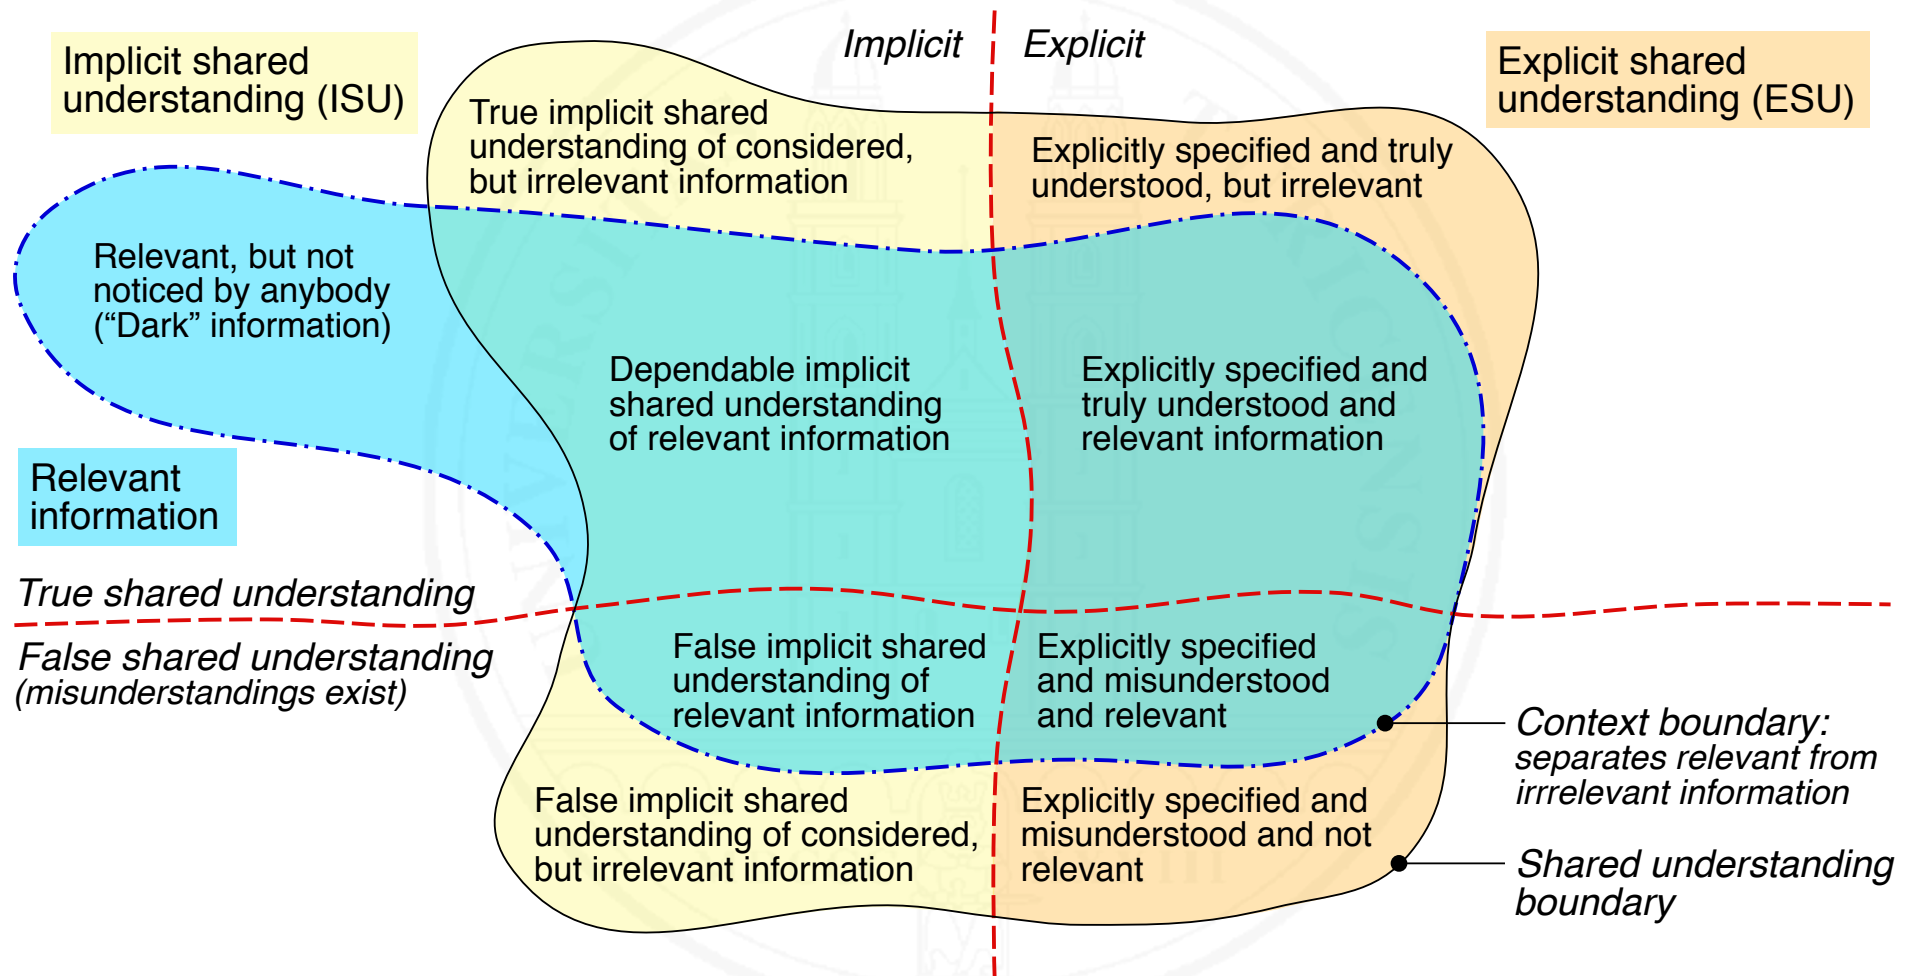 Implicit shared
understanding (ISU)
Implicit
Explicit
Explicit shared
understanding (ESU)
True implicit shared
understanding of considered,
but irrelevant information
Explicitly specified and truly
understood, but irrelevant
Relevant, but not
noticed by anybody
(“Dark” information)
Dependable implicit
shared understanding
of relevant information
Explicitly specified and
truly understood and
relevant information
Relevant
information
True shared understanding
False shared understanding
(misunderstandings exist)
False implicit shared
understanding of
relevant information
Explicitly specified
and misunderstood
and relevant
Context boundary:
separates relevant from
irrrelevant information
False implicit shared
understanding of considered,
but irrelevant information
Explicitly specified and
misunderstood and not
relevant
Shared understanding
boundary